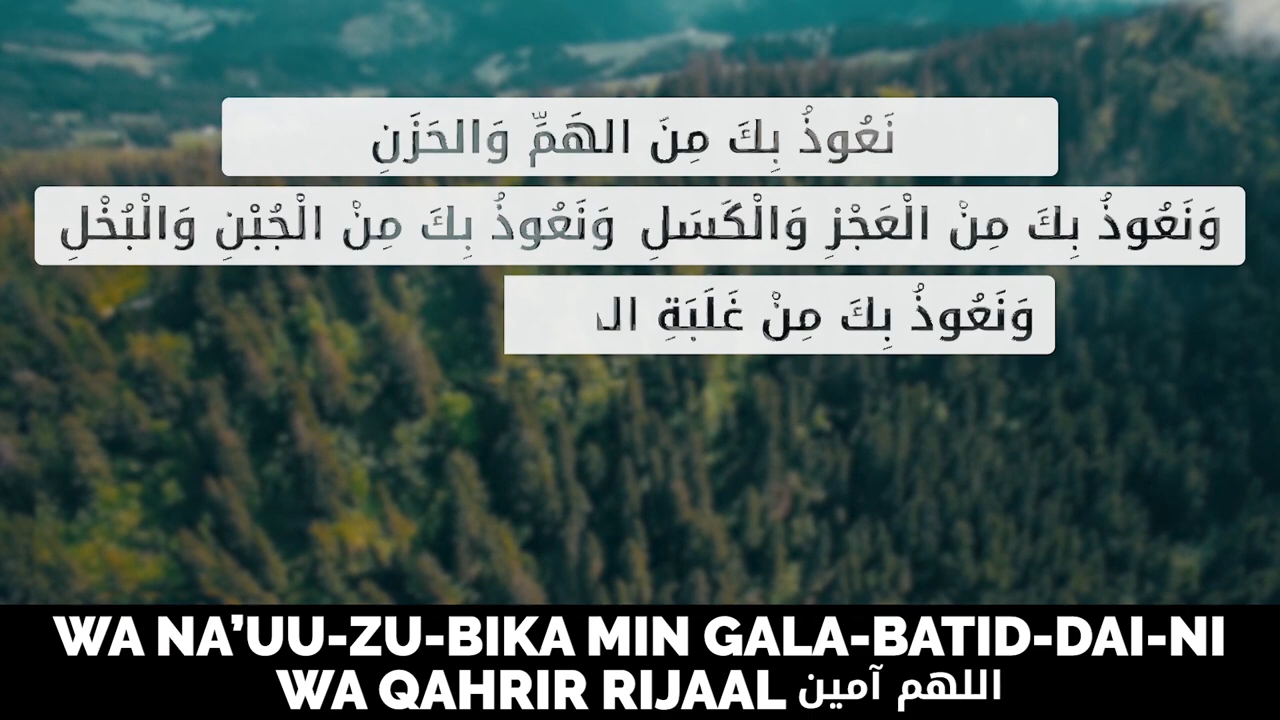 نَعُوذُ بِكَ مِنَ الهَمِّ وَالحَزَنِ
وَنَعُوذُ بِكَ مِنْ الْعَجْزِ وَالْكَسَلِ وَنَعُوذُ بِكَ مِنْ الْجُبْنِ وَالْبُخْلِ
وَنَعُوذُ بِكَ مِنْ غَلَبَةِ الـ
WA NA’UU-ZU-BIKA MIN GALA-BATID-DAI-NI
WA QAHRIR RIJAAL اللهم آمين